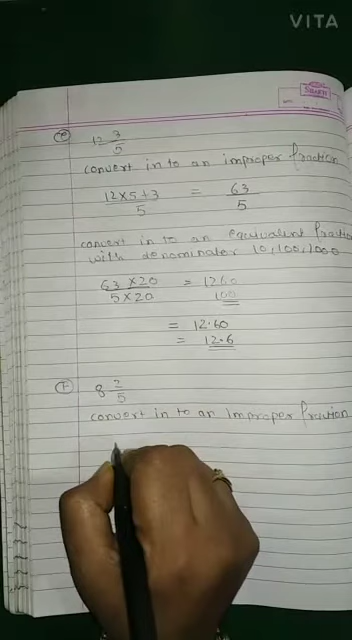 VITA
(e) 12 3/5
convert in to an improper fraction
12×5+3/5 = 63/5
convert in to an equivalent fraction
with denominator 10,100,1000
63×20/5×20 = 1260/100
= 12.60
= 12.6
(f) 8 2/5
convert in to an improper fraction